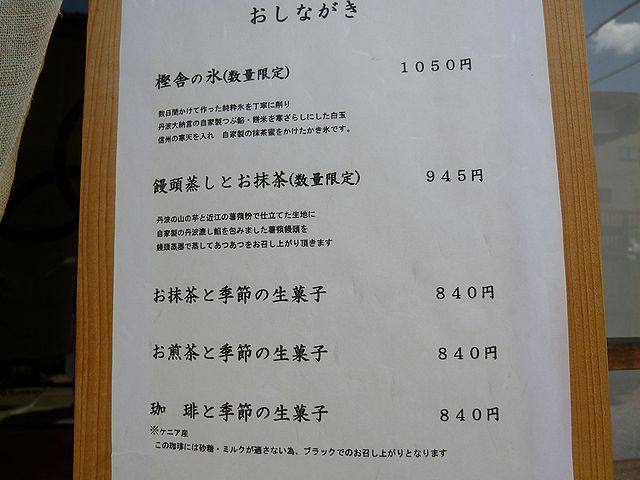 おしながき
樫舎の氷(数量限定) 1050円
数日間かけて作った純粋氷を丁寧に削り
丹波大納言の自家製つぶ餡・餅米を寒ざらしにした白玉
信州の寒天を入れ　自家製の抹茶蜜をかけたかき氷です。
饅頭蒸しとお抹茶(数量限定) 945円
丹波の山の芋と近江の薯蕷粉で仕立てた生地に
自家製の丹波漉し餡を包みました薯蕷饅頭を
饅頭蒸器で蒸してあつあつをお召し上がり頂きます
お抹茶と季節の生菓子 840円
お煎茶と季節の生菓子 840円
珈　琲と季節の生菓子 840円
※ケニア産
この珈琲には砂糖・ミルクが適さない為、ブラックでのお召し上がりとなります